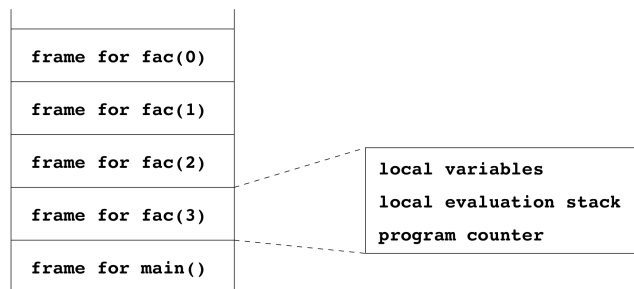 frame for fac(0)
frame for fac(1)
frame for fac(2)
frame for fac(3)
frame for main()
local variables
local evaluation stack
program counter